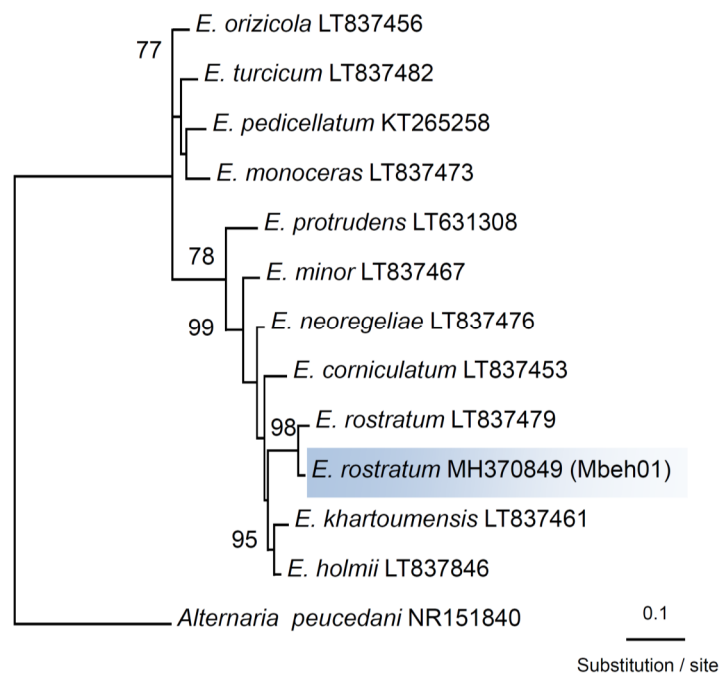 E. orizicola LT837456
77
E. turcicum LT837482
E. pedicellatum KT265258
E. monoceras LT837473
E. protrudens LT631308
78
E. minor LT837467
99
E. neoregeliae LT837476
E. corniculatum LT837453
98
E. rostratum LT837479
E. rostratum MH370849 (Mbeh01)
E. khartoumensis LT837461
95
E. holmii LT837846
Alternaria peucedani NR151840
0.1
Substitution / site